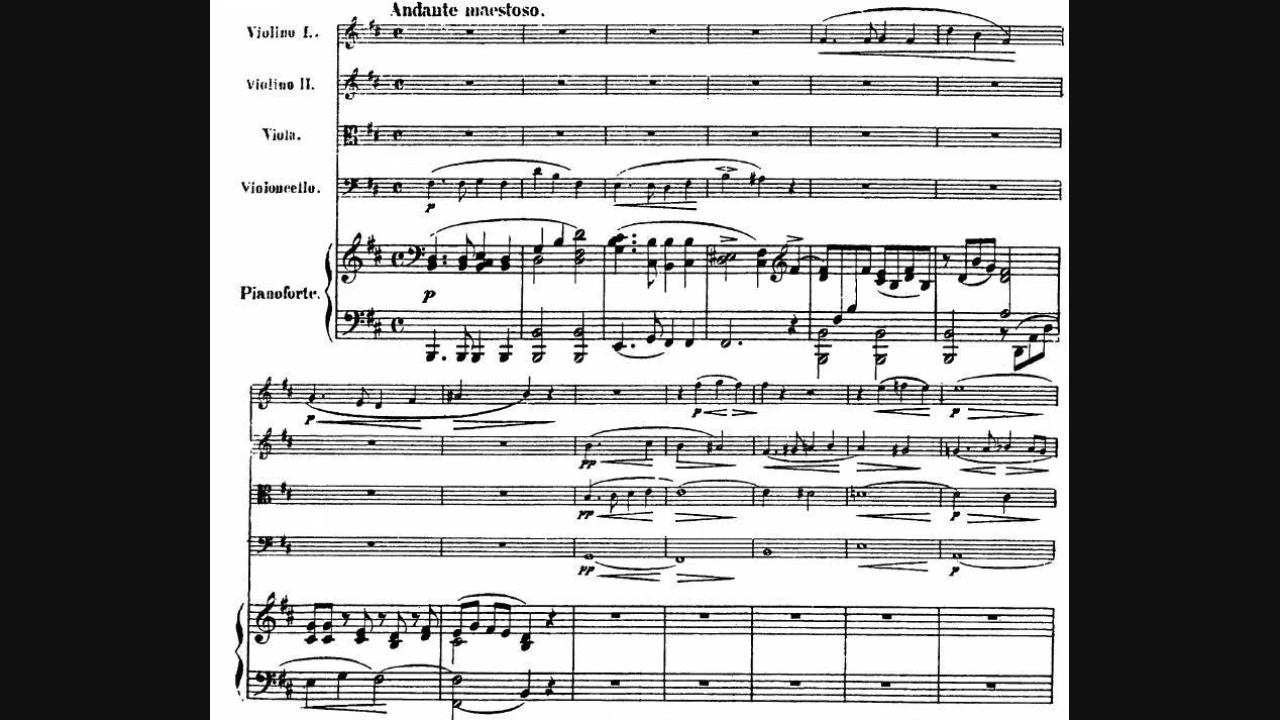 Andante maestoso.
Violino I.
Violino II.
Viola.
Violoncello.
p
Pianoforte.
p
p
p
p
pp
pp
p
pp
p